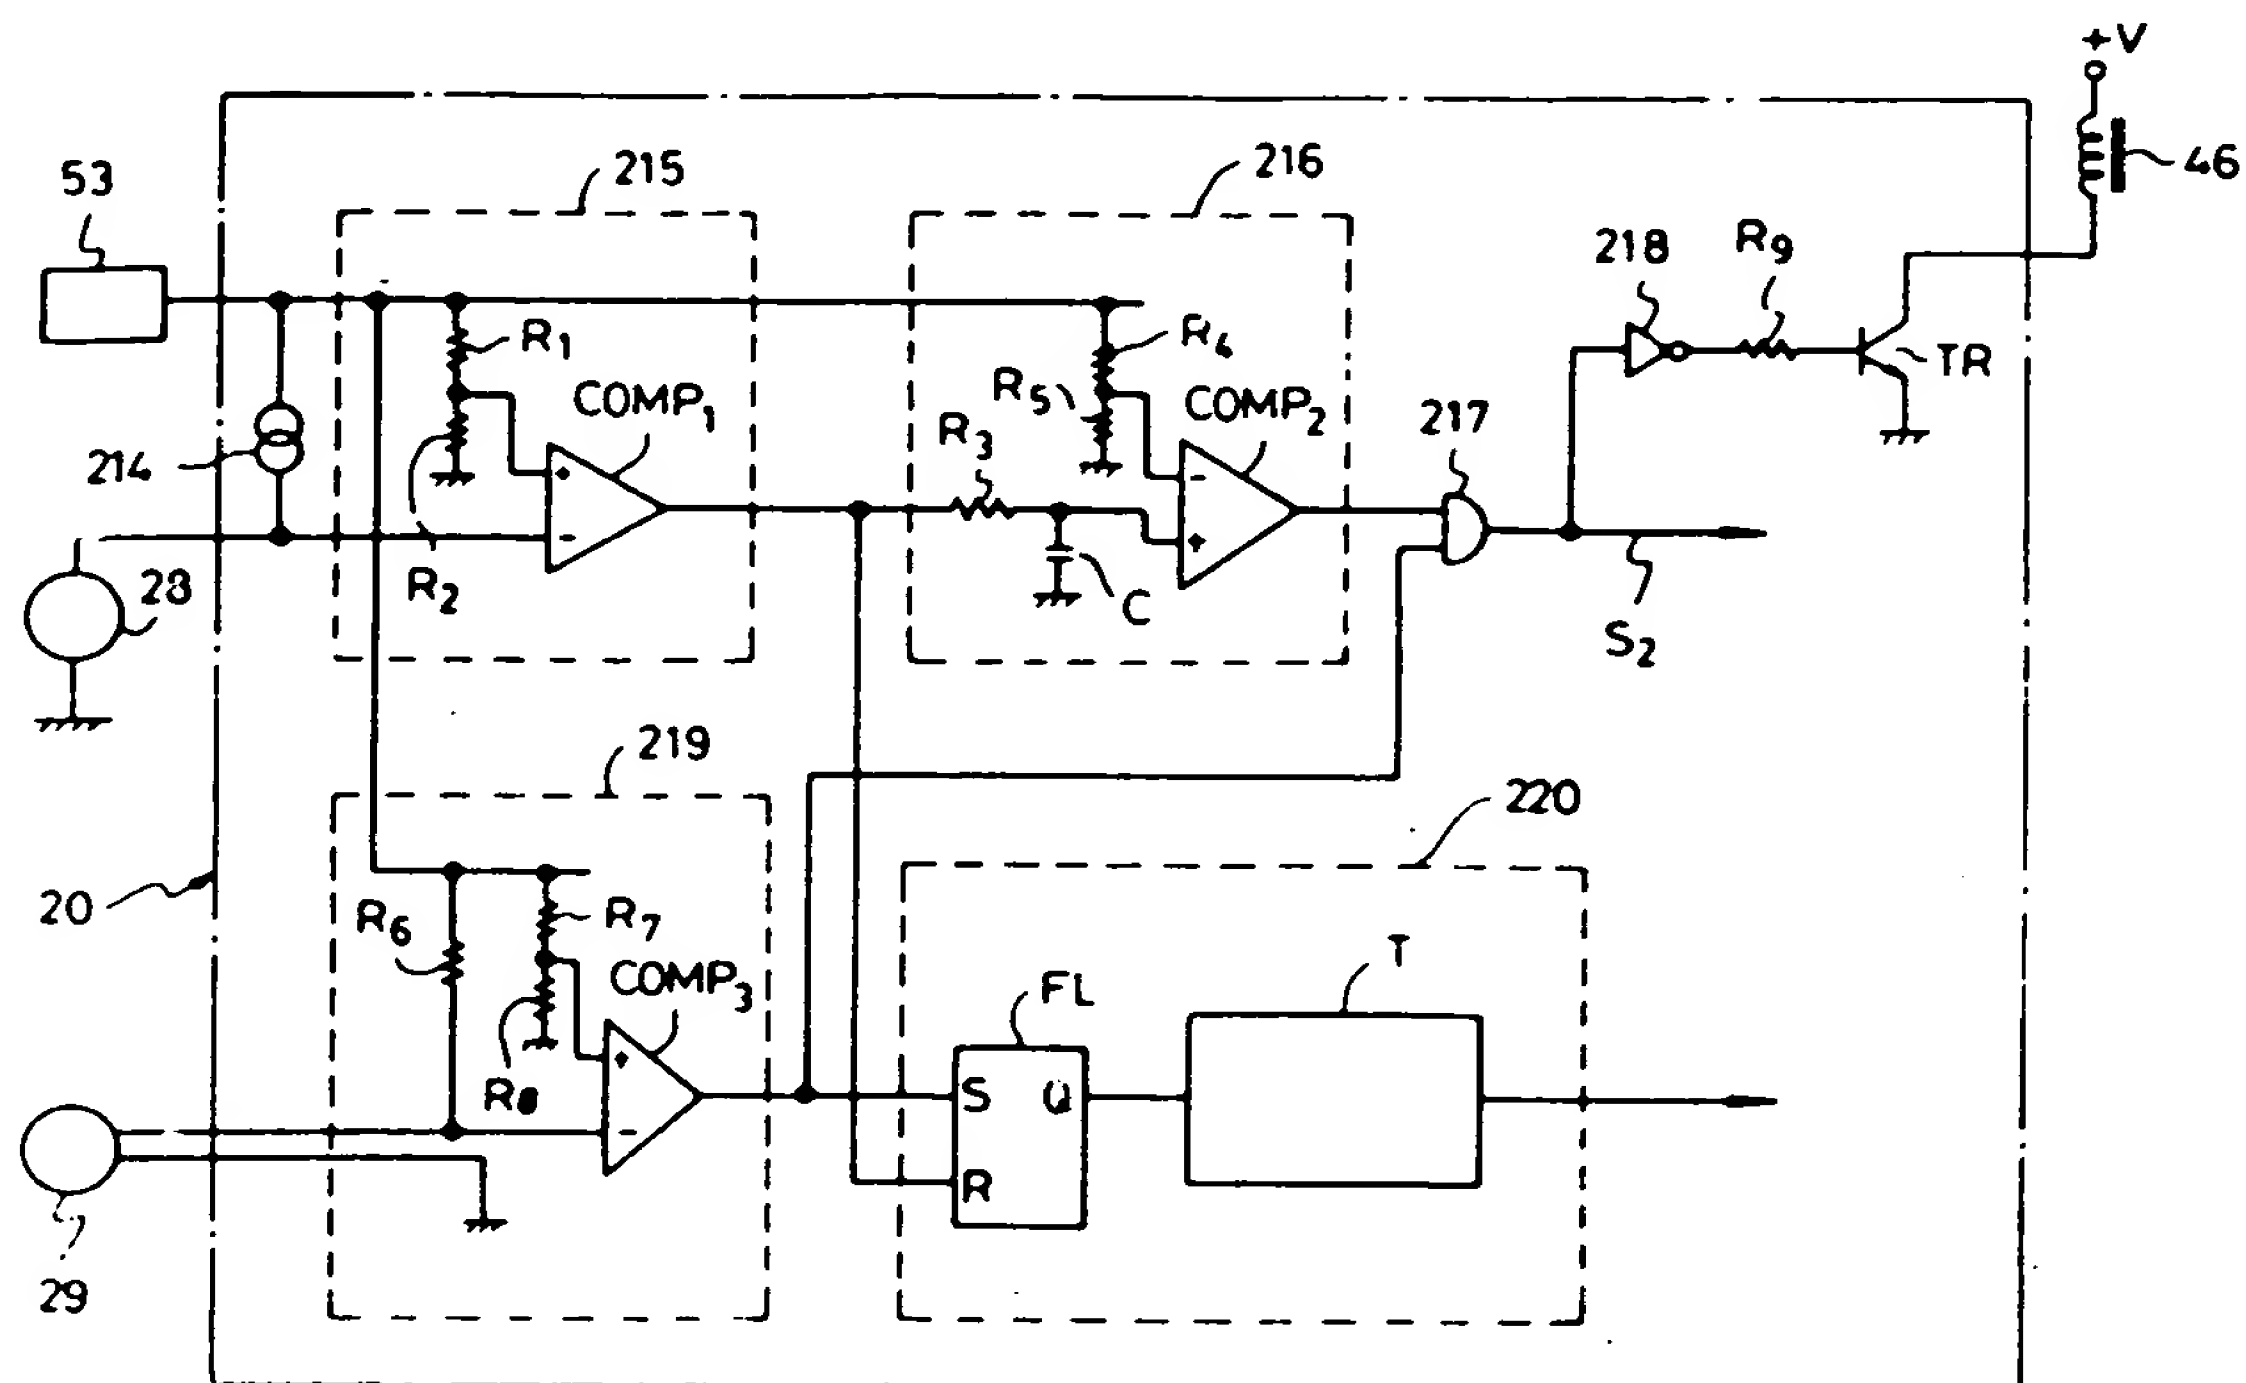 +V
53
215
216
46
218
R9
R1
R4
TR
R5
COMP1
COMP2
R3
217
214
+
-
-
+
28
R2
C
S2
219
220
20
R6
R7
T
COMP3
FL
R8
+
S
Q
-
R
29